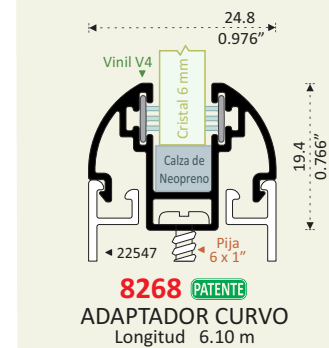 24.8
0.976”
Vinil V4
Cristal 6 mm
19.4
0.766”
Calza de
Neopreno
22547
Pija
6 x 1”
8268 PATENTE
ADAPTADOR CURVO
Longitud 6.10 m